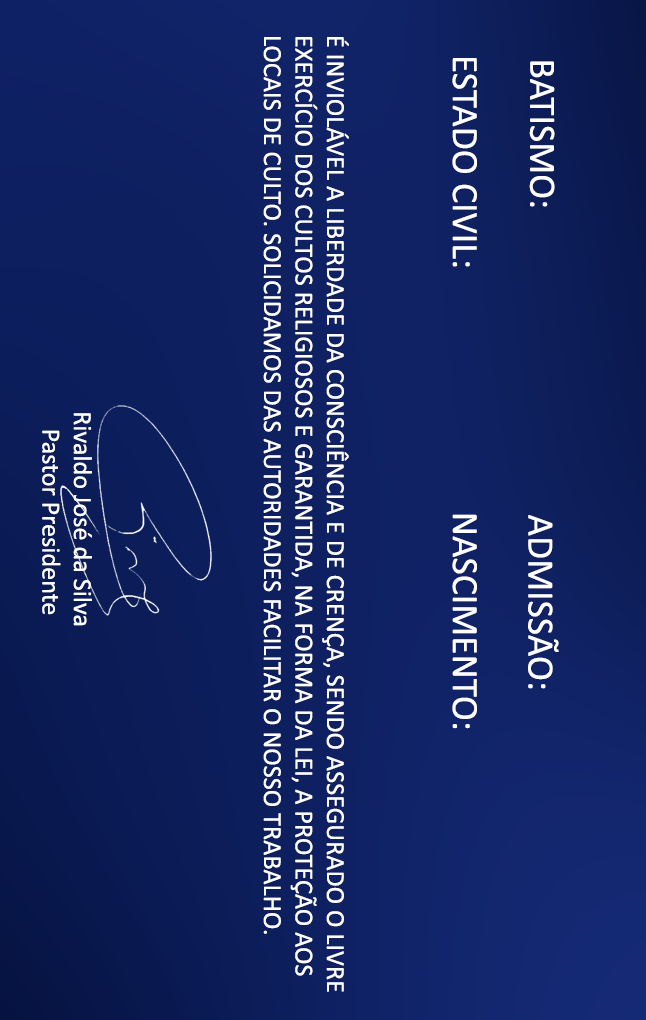 BATISMO: ADMISSÃO:
ESTADO CIVIL: NASCIMENTO:
É INVIOLÁVEL A LIBERDADE DA CONSCIÊNCIA E DE CRENÇA, SENDO ASSEGURADO O LIVRE
EXERCÍCIO DOS CULTOS RELIGIOSOS E GARANTIDA, NA FORMA DA LEI, A PROTEÇÃO AOS
LOCAIS DE CULTO. SOLICIDAMOS DAS AUTORIDADES FACILITAR O NOSSO TRABALHO.
Rivaldo José da Silva
Pastor Presidente